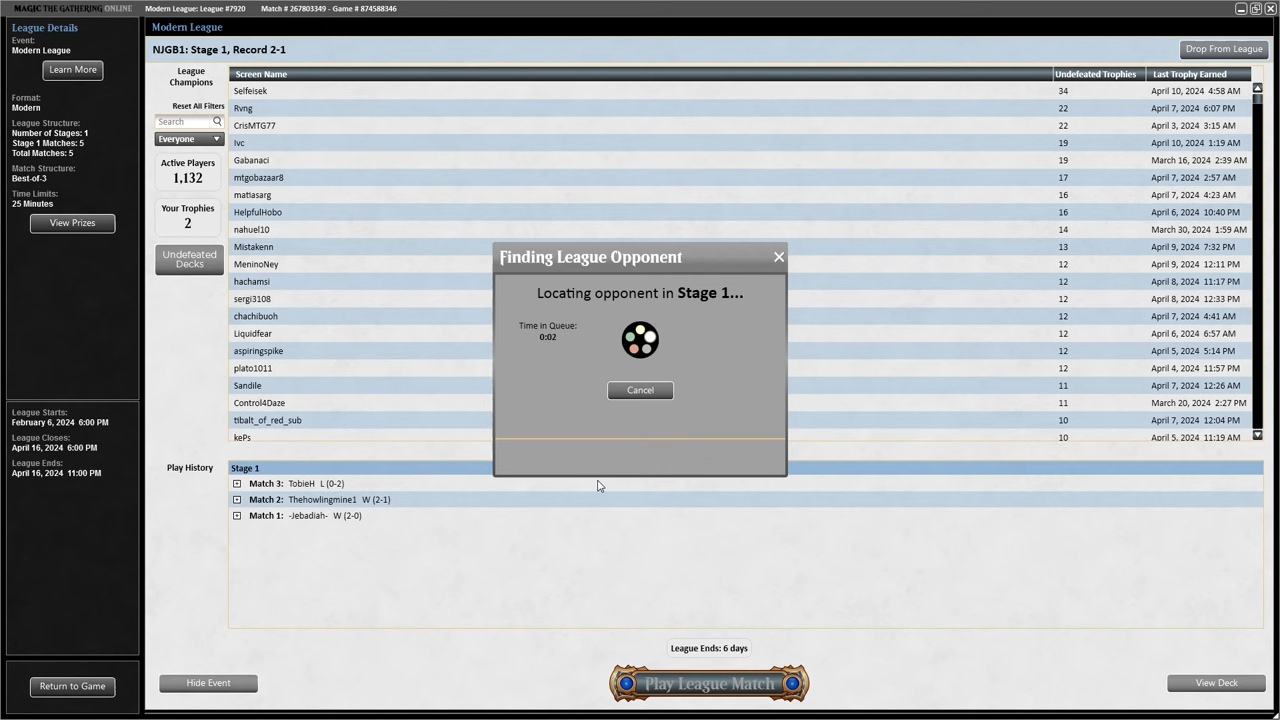 MAGIC THE GATHERING ONLINE
Modern League: League #7920
Match # 267803349 - Game # 874588346
League Details
Event:
Modern League
Learn More
Format:
Modern
League Structure:
Number of Stages: 1
Stage 1 Matches: 5
Total Matches: 5
Match Structure:
Best-of-3
Time Limits:
25 Minutes
View Prizes
League Starts:
February 6, 2024 6:00 PM
League Closes:
April 16, 2024 6:00 PM
League Ends:
April 16, 2024 11:00 PM
Return to Game
Modern League
NJGB1: Stage 1, Record 2-1
Drop From League
League
Champions
Reset All Filters
Search
Everyone
Active Players
1,132
Your Trophies
2
Undefeated
Decks
Screen Name Undefeated Trophies Last Trophy Earned
Selfeisek 34 April 10, 2024 4:58 AM
Rvng 22 April 7, 2024 6:07 PM
CrisMTG77 22 April 3, 2024 3:15 AM
Ivc 19 April 10, 2024 1:19 AM
Gabanaci 19 March 16, 2024 2:39 AM
mtgobazaar8 17 April 7, 2024 2:57 AM
matiasarg 16 April 7, 2024 4:23 AM
HelpfulHobo 16 April 6, 2024 10:40 PM
nahuel10 14 March 30, 2024 1:59 AM
Mistakenn 13 April 9, 2024 7:32 PM
MeninoNey 12 April 9, 2024 12:11 PM
hachamsi 12 April 8, 2024 11:17 PM
sergi3108 12 April 8, 2024 12:33 PM
chachibuoh 12 April 7, 2024 4:41 AM
Liquidfear 12 April 6, 2024 6:57 AM
aspiringspike 12 April 5, 2024 5:14 PM
plato1011 12 April 4, 2024 11:57 PM
Sandile 11 April 7, 2024 12:26 AM
Control4Daze 11 March 20, 2024 2:27 PM
tibalt_of_red_sub 10 April 7, 2024 12:04 PM
kePs 10 April 5, 2024 11:19 AM
Finding League Opponent
Locating opponent in Stage 1...
Time in Queue:
0:02
Cancel
Play History
Stage 1
Match 3: TobieH L (0-2)
Match 2: Thehowlingmine1 W (2-1)
Match 1: -Jebadiah- W (2-0)
League Ends: 6 days
Hide Event
Play League Match
View Deck